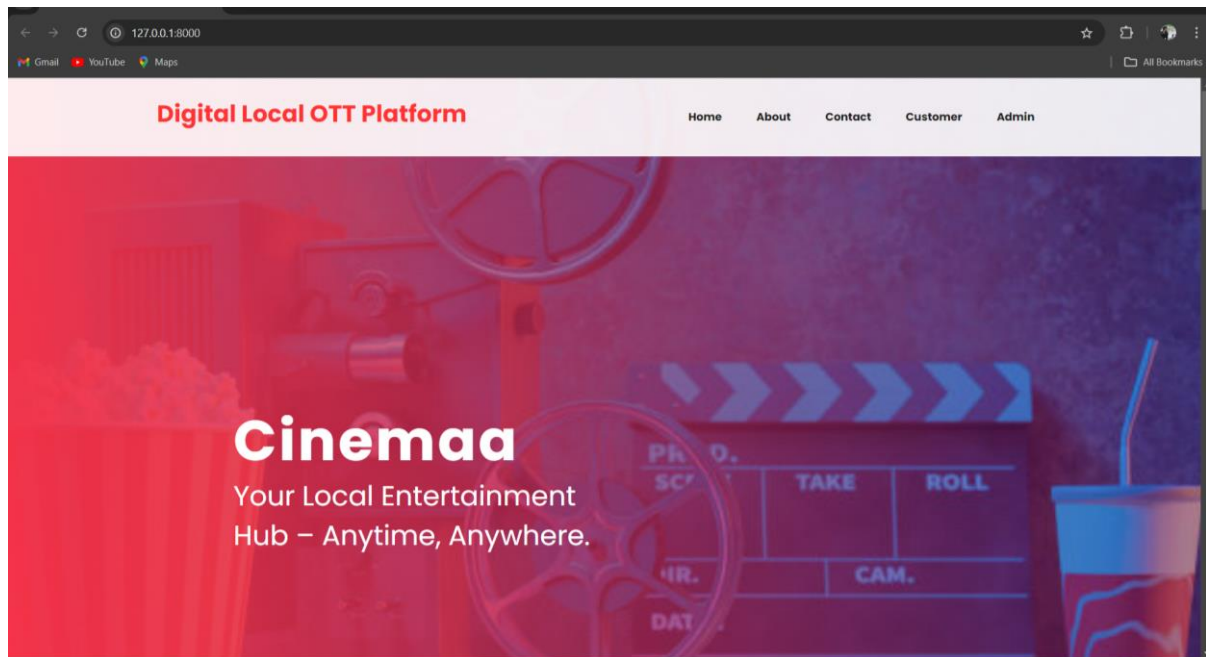 127.0.0.1:8000
Gmail YouTube Maps All Bookmarks
Digital Local OTT Platform Home About Contact Customer Admin
Cinemaa
Your Local Entertainment
Hub – Anytime, Anywhere.
TAKE ROLL
CAM.